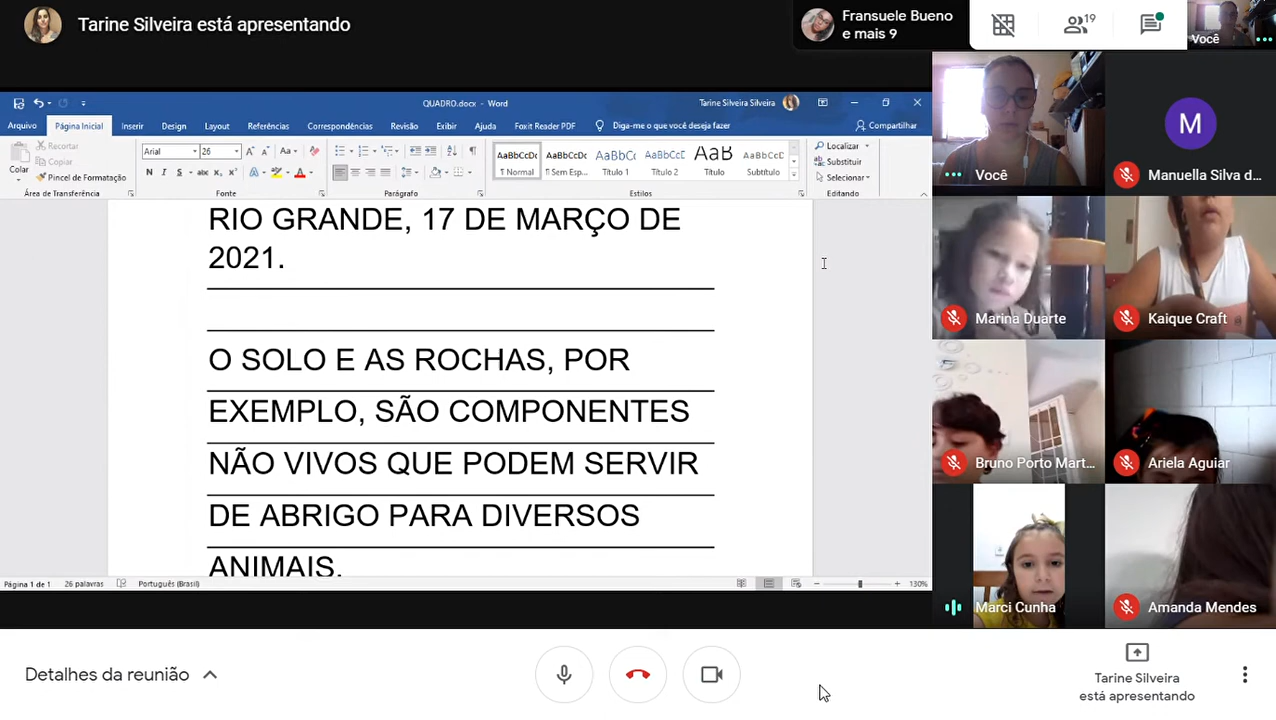 Tarine Silveira está apresentando
Fransuele Bueno
e mais 9
19
Você
QUADRO.docx - Word
Tarine Silveira Silveira
Arquivo Página Inicial Inserir Design Layout Referências Correspondências Revisão Exibir Ajuda Foxit Reader PDF Diga-me o que você deseja fazer Compartilhar
Colar
Recortar
Copiar
Pincel de Formatação
Área de Transferência
Arial 26
N I S abc X₂ X²
Fonte
Parágrafo
AaBbCcDc AaBbCcDc AaBbCc AaBbCcD AaB AaBbCcD
¶ Normal ¶ Sem Esp... Título 1 Título 2 Título Subtítulo
Estilos
Localizar
Substituir
Selecionar
Editando
RIO GRANDE, 17 DE MARÇO DE
2021.
O SOLO E AS ROCHAS, POR
EXEMPLO, SÃO COMPONENTES
NÃO VIVOS QUE PODEM SERVIR
DE ABRIGO PARA DIVERSOS
ANIMAIS.
Página 1 de 1 26 palavras Português (Brasil) 130%
Você
M
Manuella Silva d...
Marina Duarte
Kaique Craft
Bruno Porto Mart...
Ariela Aguiar
Marci Cunha
Amanda Mendes
Detalhes da reunião
Tarine Silveira
está apresentando